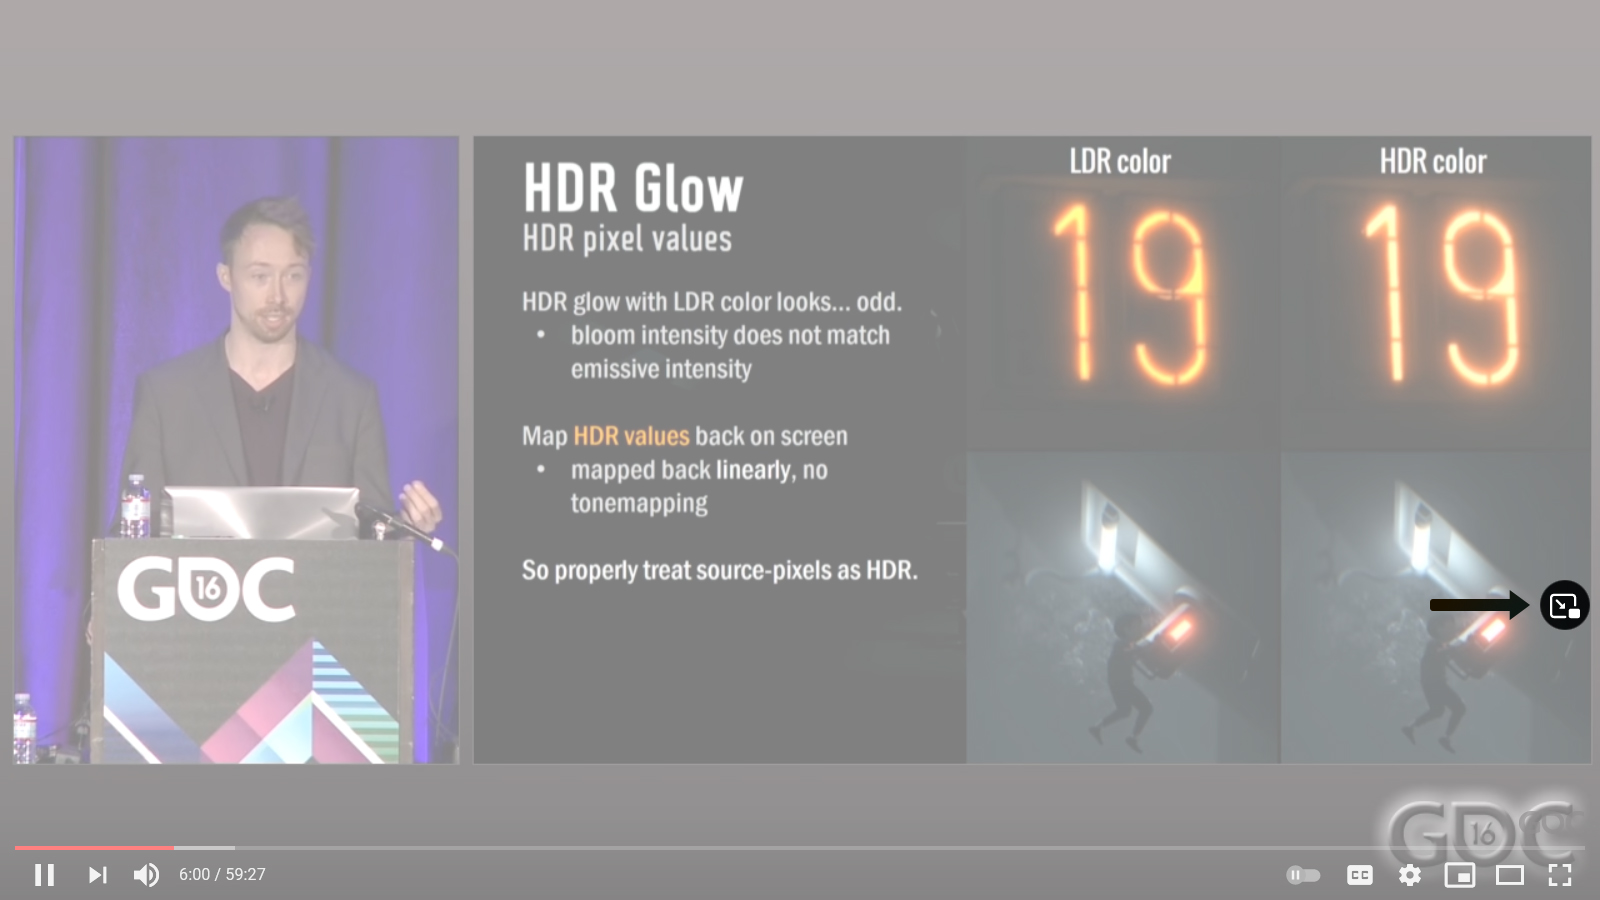 HDR Glow
HDR pixel values
HDR glow with LDR color looks... odd.
• bloom intensity does not match
emissive intensity
Map HDR values back on screen
• mapped back linearly, no
tonemapping
So properly treat source-pixels as HDR.
LDR color
HDR color
19
19
GDC
16
GDC
16
6:00 / 59:27
CC